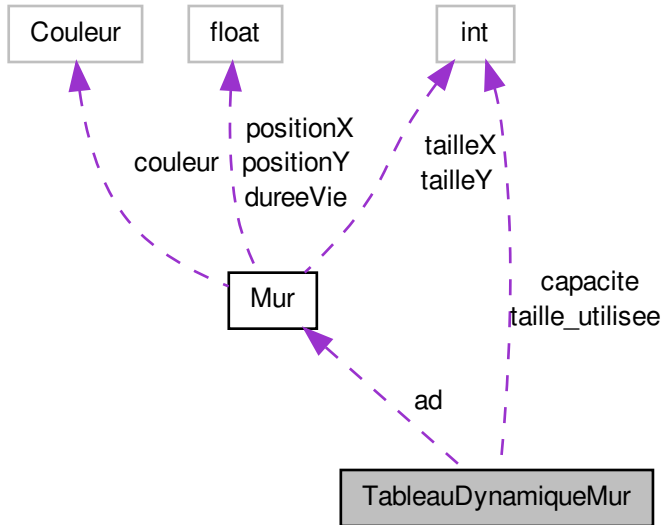 Couleur
float
int
couleur
positionX
positionY
dureeVie
tailleX
tailleY
Mur
capacite
taille_utilisee
ad
TableauDynamiqueMur